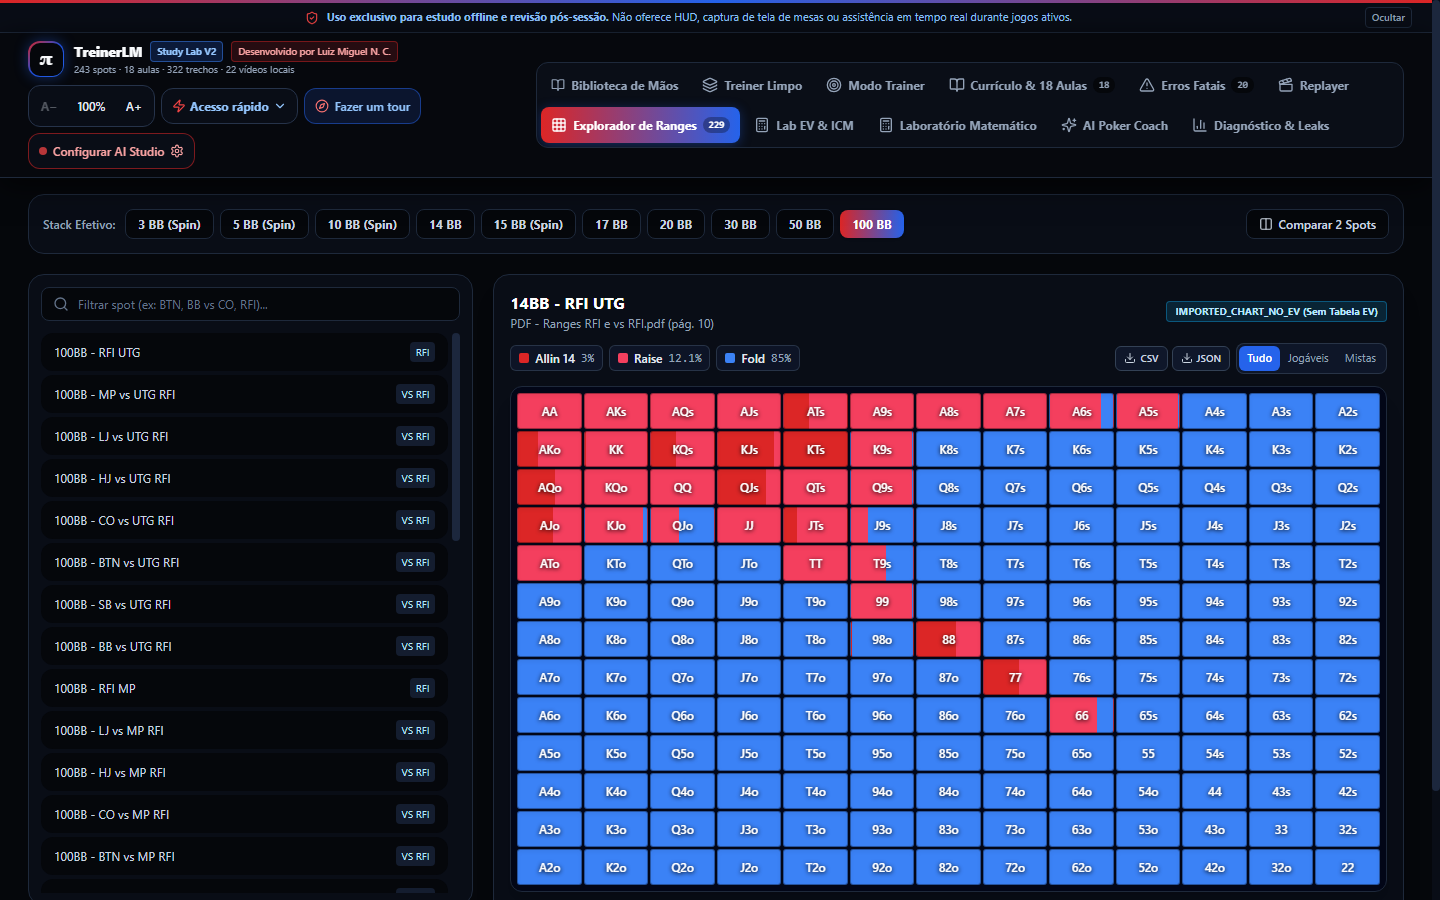 Uso exclusivo para estudo offline e revisão pós-sessão. Não oferece HUD, captura de tela de mesas ou assistência em tempo real durante jogos ativos.
Ocultar
π
TreinerLM
Study Lab V2
Desenvolvido por Luiz Miguel N. C.
243 spots · 18 aulas · 322 trechos · 22 vídeos locais
A−
100%
A+
Acesso rápido
Fazer um tour
Configurar AI Studio
Biblioteca de Mãos
Treiner Limpo
Modo Trainer
Currículo & 18 Aulas 18
Erros Fatais 20
Replayer
Explorador de Ranges 229
Lab EV & ICM
Laboratório Matemático
AI Poker Coach
Diagnóstico & Leaks
Stack Efetivo:
3 BB (Spin)
5 BB (Spin)
10 BB (Spin)
14 BB
15 BB (Spin)
17 BB
20 BB
30 BB
50 BB
100 BB
Comparar 2 Spots
Filtrar spot (ex: BTN, BB vs CO, RFI)...
100BB - RFI UTG RFI
100BB - MP vs UTG RFI VS RFI
100BB - LJ vs UTG RFI VS RFI
100BB - HJ vs UTG RFI VS RFI
100BB - CO vs UTG RFI VS RFI
100BB - BTN vs UTG RFI VS RFI
100BB - SB vs UTG RFI VS RFI
100BB - BB vs UTG RFI VS RFI
100BB - RFI MP RFI
100BB - LJ vs MP RFI VS RFI
100BB - HJ vs MP RFI VS RFI
100BB - CO vs MP RFI VS RFI
100BB - BTN vs MP RFI VS RFI
14BB - RFI UTG
PDF - Ranges RFI e vs RFI.pdf (pág. 10)
IMPORTED_CHART_NO_EV (Sem Tabela EV)
Allin 14 3%
Raise 12.1%
Fold 85%
CSV
JSON
Tudo
Jogáveis
Mistas
AA AKs AQs AJs ATs A9s A8s A7s A6s A5s A4s A3s A2s
AKo KK KQs KJs KTs K9s K8s K7s K6s K5s K4s K3s K2s
AQo KQo QQ QJs QTs Q9s Q8s Q7s Q6s Q5s Q4s Q3s Q2s
AJo KJo QJo JJ JTs J9s J8s J7s J6s J5s J4s J3s J2s
ATo KTo QTo JTo TT T9s T8s T7s T6s T5s T4s T3s T2s
A9o K9o Q9o J9o T9o 99 98s 97s 96s 95s 94s 93s 92s
A8o K8o Q8o J8o T8o 98o 88 87s 86s 85s 84s 83s 82s
A7o K7o Q7o J7o T7o 97o 87o 77 76s 75s 74s 73s 72s
A6o K6o Q6o J6o T6o 96o 86o 76o 66 65s 64s 63s 62s
A5o K5o Q5o J5o T5o 95o 85o 75o 65o 55 54s 53s 52s
A4o K4o Q4o J4o T4o 94o 84o 74o 64o 54o 44 43s 42s
A3o K3o Q3o J3o T3o 93o 83o 73o 63o 53o 43o 33 32s
A2o K2o Q2o J2o T2o 92o 82o 72o 62o 52o 42o 32o 22